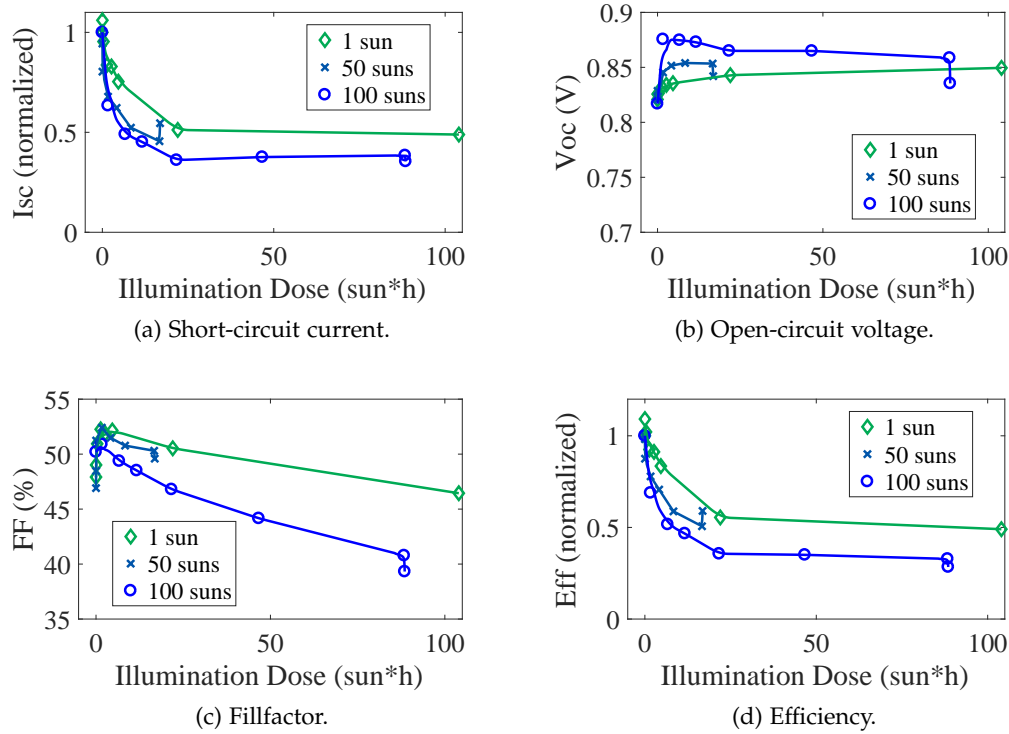 Isc (normalized)
1
0.5
0
0
50
100
1 sun
50 suns
100 suns
Illumination Dose (sun*h)
(a) Short-circuit current.
Voc (V)
0.9
0.85
0.8
0.85
0.7
0
50
100
1 sun
50 suns
100 suns
Illumination Dose (sun*h)
(b) Open-circuit voltage.
FF (%)
55
50
45
40
35
0
50
100
1 sun
50 suns
100 suns
Illumination Dose (sun*h)
(c) Fillfactor.
Eff (normalized)
1
0.5
0
0
50
100
1 sun
50 suns
100 suns
Illumination Dose (sun*h)
(d) Efficiency.